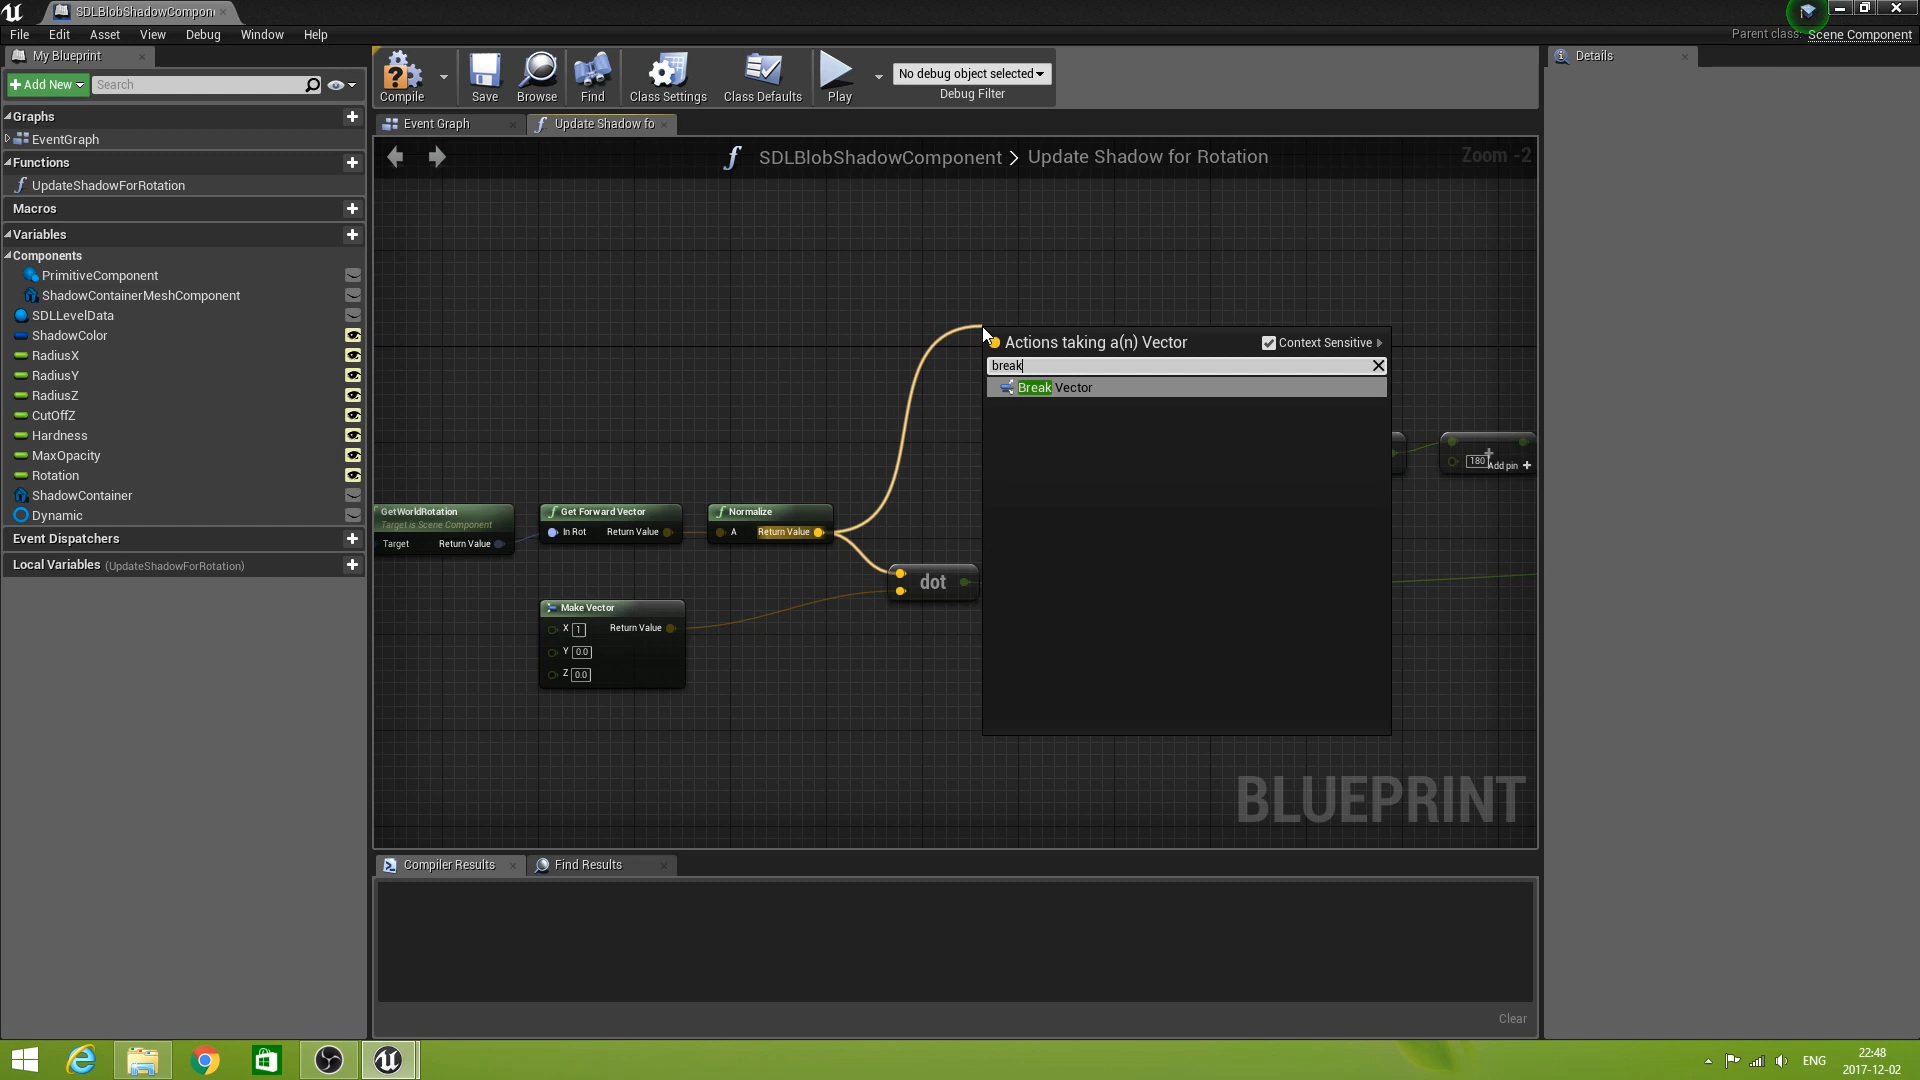 SDLBlobShadowCompon
File Edit Asset View Debug Window Help
Parent class: Scene Component
My Blueprint
Add New
Search
Graphs
EventGraph
Functions
UpdateShadowForRotation
Macros
Variables
Components
PrimitiveComponent
ShadowContainerMeshComponent
SDLLevelData
ShadowColor
RadiusX
RadiusY
RadiusZ
CutOffZ
Hardness
MaxOpacity
Rotation
ShadowContainer
Dynamic
Event Dispatchers
Local Variables (UpdateShadowForRotation)
Compile
Save
Browse
Find
Class Settings
Class Defaults
Play
No debug object selected
Debug Filter
Event Graph
Update Shadow fo
SDLBlobShadowComponent > Update Shadow for Rotation
Zoom -2
GetWorldRotation
Target is Scene Component
Target Return Value
Get Forward Vector
In Rot Return Value
Normalize
A Return Value
Make Vector
X 1 Return Value
Y 0.0
Z 0.0
dot
Actions taking a(n) Vector
Context Sensitive
break
Break Vector
180
Add pin +
BLUEPRINT
Compiler Results
Find Results
Clear
Details
ENG
22:48
2017-12-02